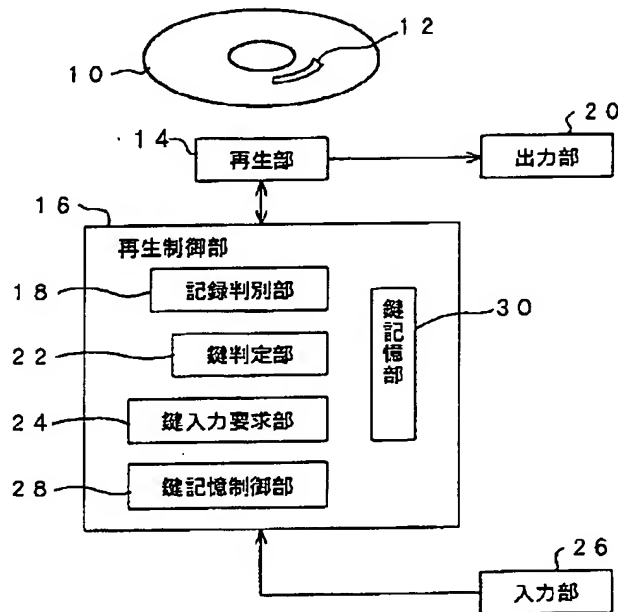 12
10
20
14
再生部
出力部
16
再生制御部
18
記録判別部
30
鍵記憶部
22
鍵判定部
24
鍵入力要求部
28
鍵記憶制御部
26
入力部